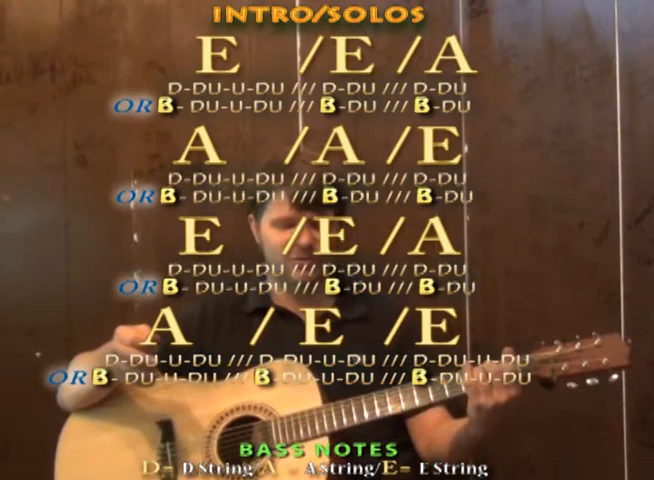 INTRO/SOLOS
E /E /A
D-DU-U-DU /// D-DU /// D-DU
OR B- DU-U-DU /// B-DU /// B-DU
A /A /E
D-DU-U-DU /// D-DU /// D-DU
OR B- DU-U-DU /// B-DU /// B-DU
E /E /A
D-DU-U-DU /// D-DU /// D-DU
OR B- DU-U-DU /// B-DU /// B-DU
A / E /E
D-DU-U-DU /// D-DU-U-DU /// D-DU-U-DU
OR B- DU-U-DU /// B-DU-U-DU /// B-DU-U-DU
BASS NOTES
D= D String/A = A string/E= E String